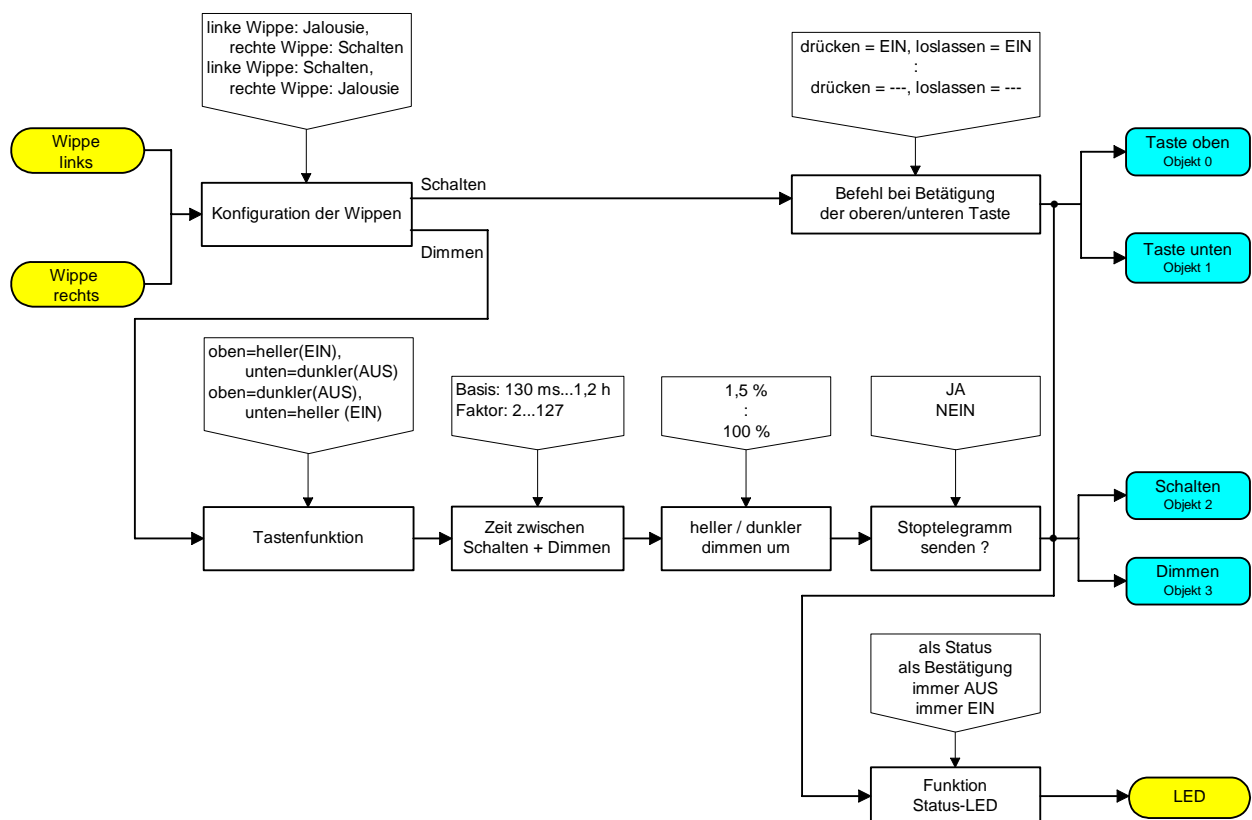 linke Wippe: Jalousie,
rechte Wippe: Schalten
linke Wippe: Schalten,
rechte Wippe: Jalousie
drücken = EIN, loslassen = EIN
:
drücken = ---, loslassen = ---
Wippe
links
Taste oben
Objekt 0
Konfiguration der Wippen
Schalten
Befehl bei Betätigung
der oberen/unteren Taste
Dimmen
Wippe
rechts
Taste unten
Objekt 1
oben=heller(EIN),
unten=dunkler(AUS)
oben=dunkler(AUS),
unten=heller (EIN)
Basis: 130 ms...1,2 h
Faktor: 2...127
1,5 %
:
100 %
JA
NEIN
Tastenfunktion
Zeit zwischen
Schalten + Dimmen
heller / dunkler
dimmen um
Stoptelegramm
senden ?
Schalten
Objekt 2
Dimmen
Objekt 3
als Status
als Bestätigung
immer AUS
immer EIN
Funktion
Status-LED
LED